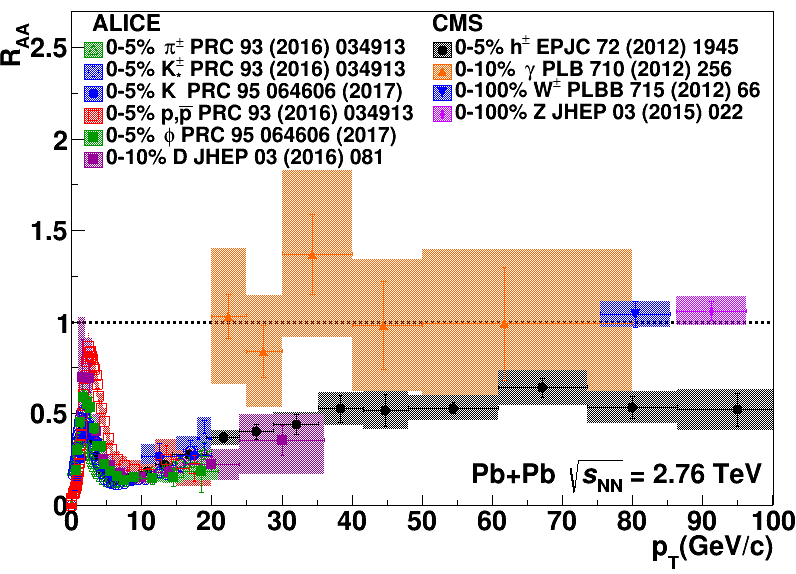 ALICE
0-5% π± PRC 93 (2016) 034913
0-5% K± PRC 93 (2016) 034913
0-5% K* PRC 95 064606 (2017)
0-5% p,p̅ PRC 93 (2016) 034913
0-5% ϕ PRC 95 064606 (2017)
0-10% D JHEP 03 (2016) 081
CMS
0-5% h± EPJC 72 (2012) 1945
0-10% γ PLB 710 (2012) 256
0-100% W± PLBB 715 (2012) 66
0-100% Z JHEP 03 (2015) 022
R_AA
2.5
2
1.5
1
0.5
0
Pb+Pb √s_NN = 2.76 TeV
0 10 20 30 40 50 60 70 80 90 100
p_T(GeV/c)